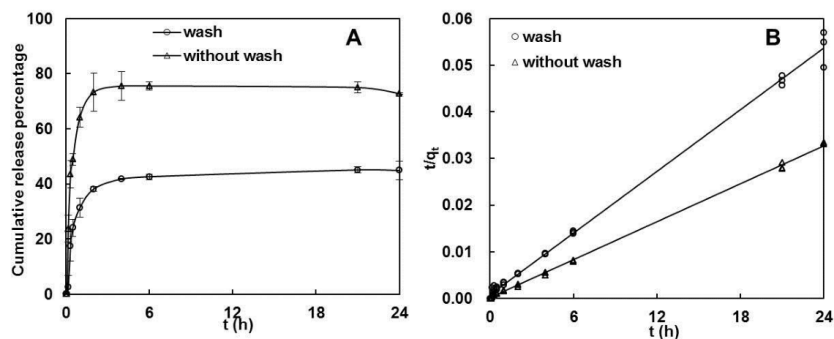 A
wash
without wash
Cumulative release percentage
100
80
60
40
20
0
0
6
12
18
24
t (h)
B
wash
without wash
t/qt
0.06
0.05
0.04
0.03
0.02
0.01
0.00
0
6
12
18
24
t (h)